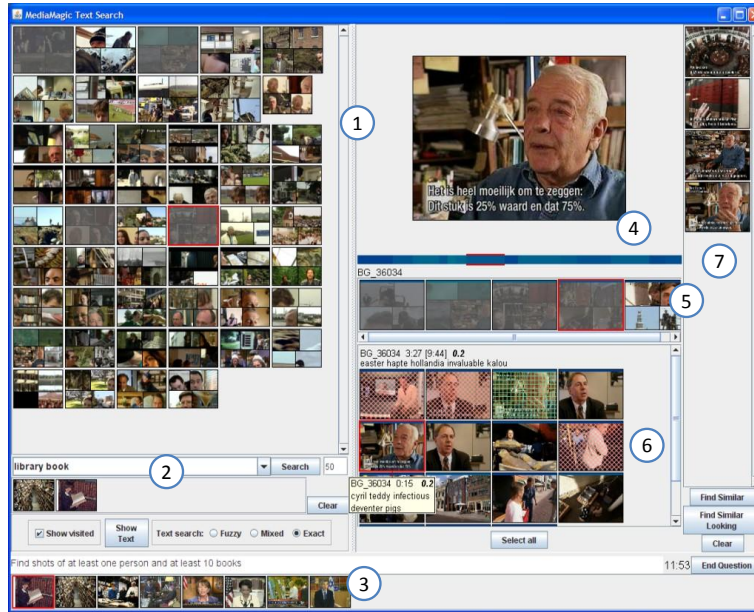 MediaMagic Text Search
1
Het is heel moeilijk om te zeggen:
Dit stuk is 25% waard en dat 75%.
4
7
BG_36034
5
BG_36034 3:27 [9:44] 0.2
easter hapte hollandia invaluable kalou
6
library book
2
Search
50
BG_36034 0:15 0.2
cyril teddy infectious
deventer pigs
Clear
Show visited
Show
Text
Text search:
Fuzzy
Mixed
Exact
Select all
Find Similar
Find Similar
Looking
Clear
Find shots of at least one person and at least 10 books
11:53
End Question
3